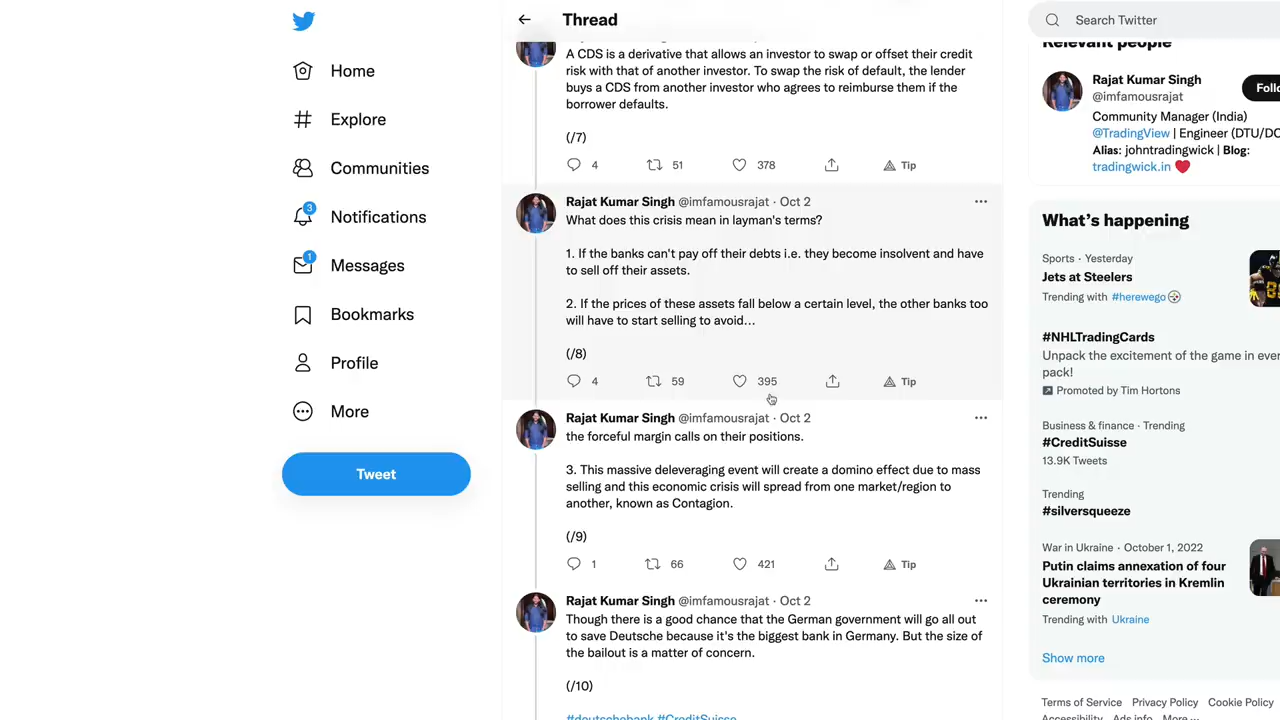 Home
Explore
Communities
3
Notifications
1
Messages
Bookmarks
Profile
More
Tweet
Thread
A CDS is a derivative that allows an investor to swap or offset their credit
risk with that of another investor. To swap the risk of default, the lender
buys a CDS from another investor who agrees to reimburse them if the
borrower defaults.
(/7)
4 51 378 Tip
Rajat Kumar Singh @imfamousrajat · Oct 2
What does this crisis mean in layman's terms?
1. If the banks can't pay off their debts i.e. they become insolvent and have
to sell off their assets.
2. If the prices of these assets fall below a certain level, the other banks too
will have to start selling to avoid...
(/8)
4 59 395 Tip
Rajat Kumar Singh @imfamousrajat · Oct 2
the forceful margin calls on their positions.
3. This massive deleveraging event will create a domino effect due to mass
selling and this economic crisis will spread from one market/region to
another, known as Contagion.
(/9)
1 66 421 Tip
Rajat Kumar Singh @imfamousrajat · Oct 2
Though there is a good chance that the German government will go all out
to save Deutsche because it's the biggest bank in Germany. But the size of
the bailout is a matter of concern.
(/10)
#deutschebank #CreditSuisse
Search Twitter
Relevant people
Rajat Kumar Singh
@imfamousrajat
Follo
Community Manager (India)
@TradingView | Engineer (DTU/DC
Alias: johntradingwick | Blog:
tradingwick.in
What's happening
Sports · Yesterday
Jets at Steelers
Trending with #herewego
#NHLTradingCards
Unpack the excitement of the game in ever
pack!
Promoted by Tim Hortons
Business & finance · Trending
#CreditSuisse
13.9K Tweets
Trending
#silversqueeze
War in Ukraine · October 1, 2022
Putin claims annexation of four
Ukrainian territories in Kremlin
ceremony
Trending with Ukraine
Show more
Terms of Service Privacy Policy Cookie Policy
Accessibility Ads info More ...